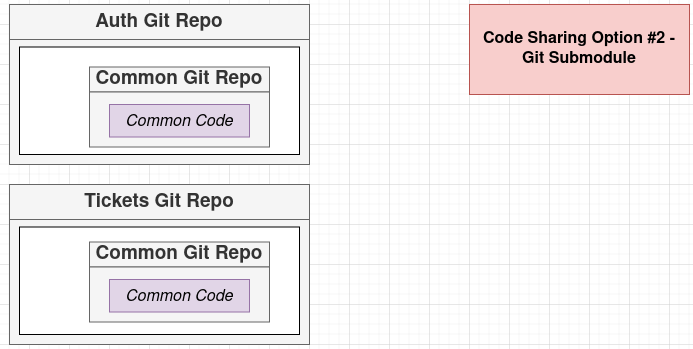 Auth Git Repo
Common Git Repo
Common Code
Code Sharing Option #2 -
Git Submodule
Tickets Git Repo
Common Git Repo
Common Code